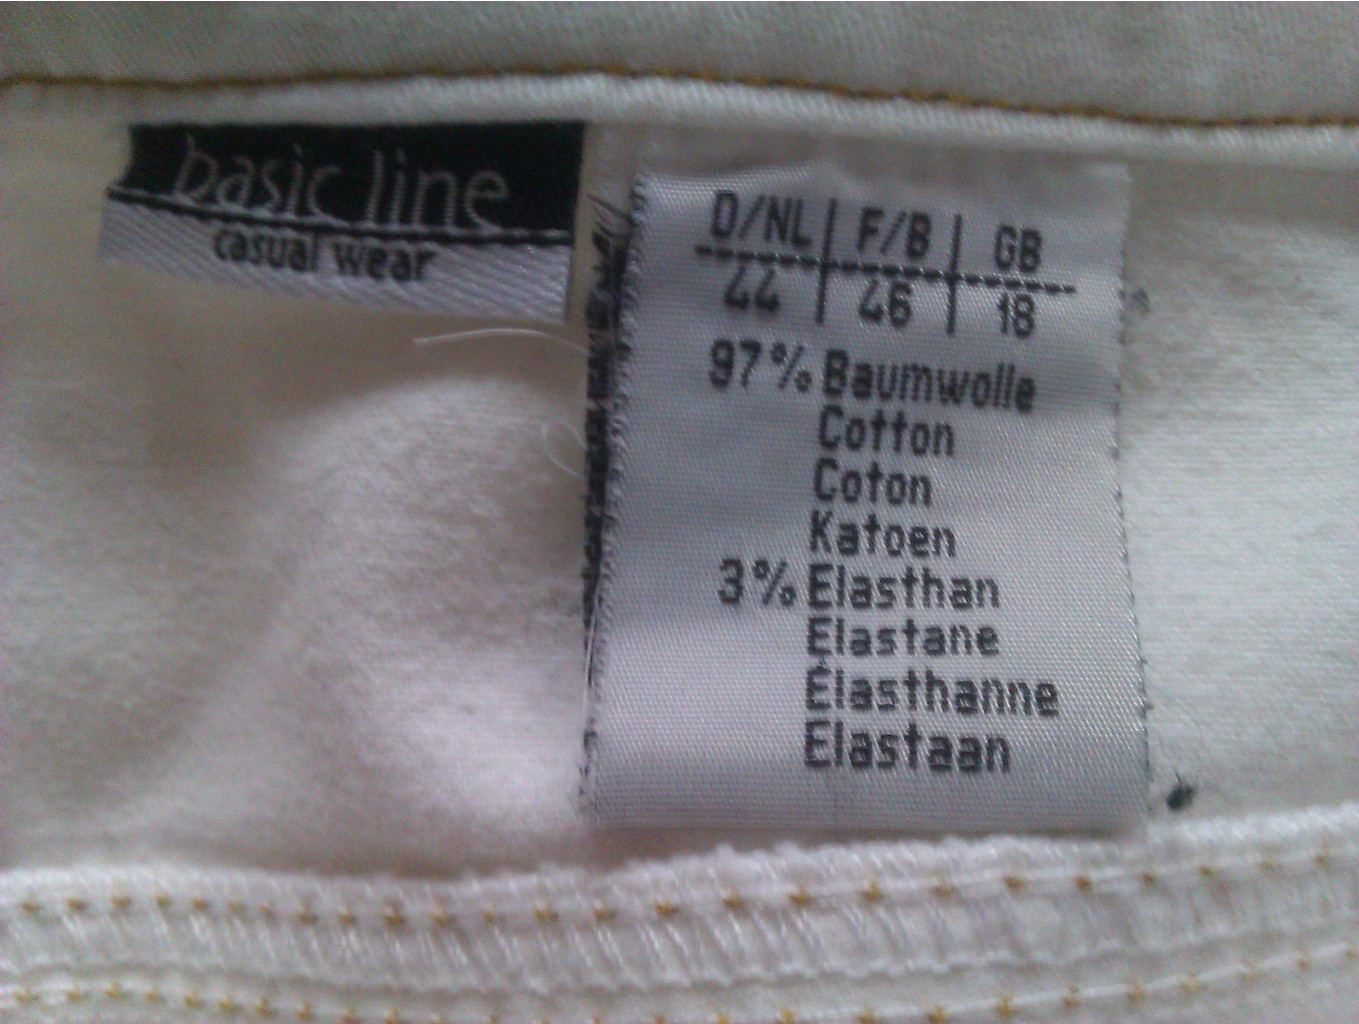 basic line
casual wear
D/NL | F/B | GB
44 | 46 | 18
97% Baumwolle
Cotton
Coton
Katoen
3% Elasthan
Elastane
Élasthanne
Elastaan